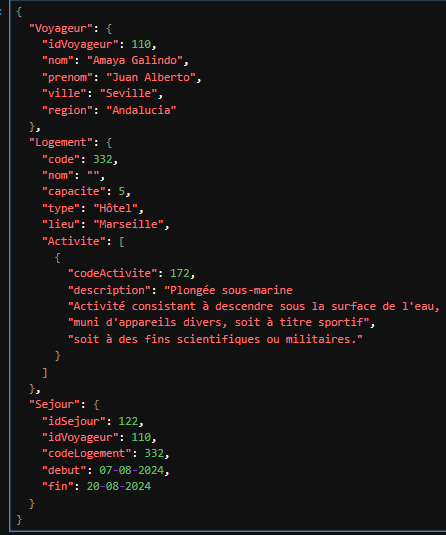 {
"Voyageur": {
"idVoyageur": 110,
"nom": "Amaya Galindo",
"prenom": "Juan Alberto",
"ville": "Seville",
"region": "Andalucia"
},
"Logement": {
"code": 332,
"nom": "",
"capacite": 5,
"type": "Hôtel",
"lieu": "Marseille",
"Activite": [
{
"codeActivite": 172,
"description": "Plongée sous-marine
"Activité consistant à descendre sous la surface de l'eau,
"muni d'appareils divers, soit à titre sportif",
"soit à des fins scientifiques ou militaires."
}
]
},
"Sejour": {
"idSejour": 122,
"idVoyageur": 110,
"codeLogement": 332,
"debut": 07-08-2024,
"fin": 20-08-2024
}
}